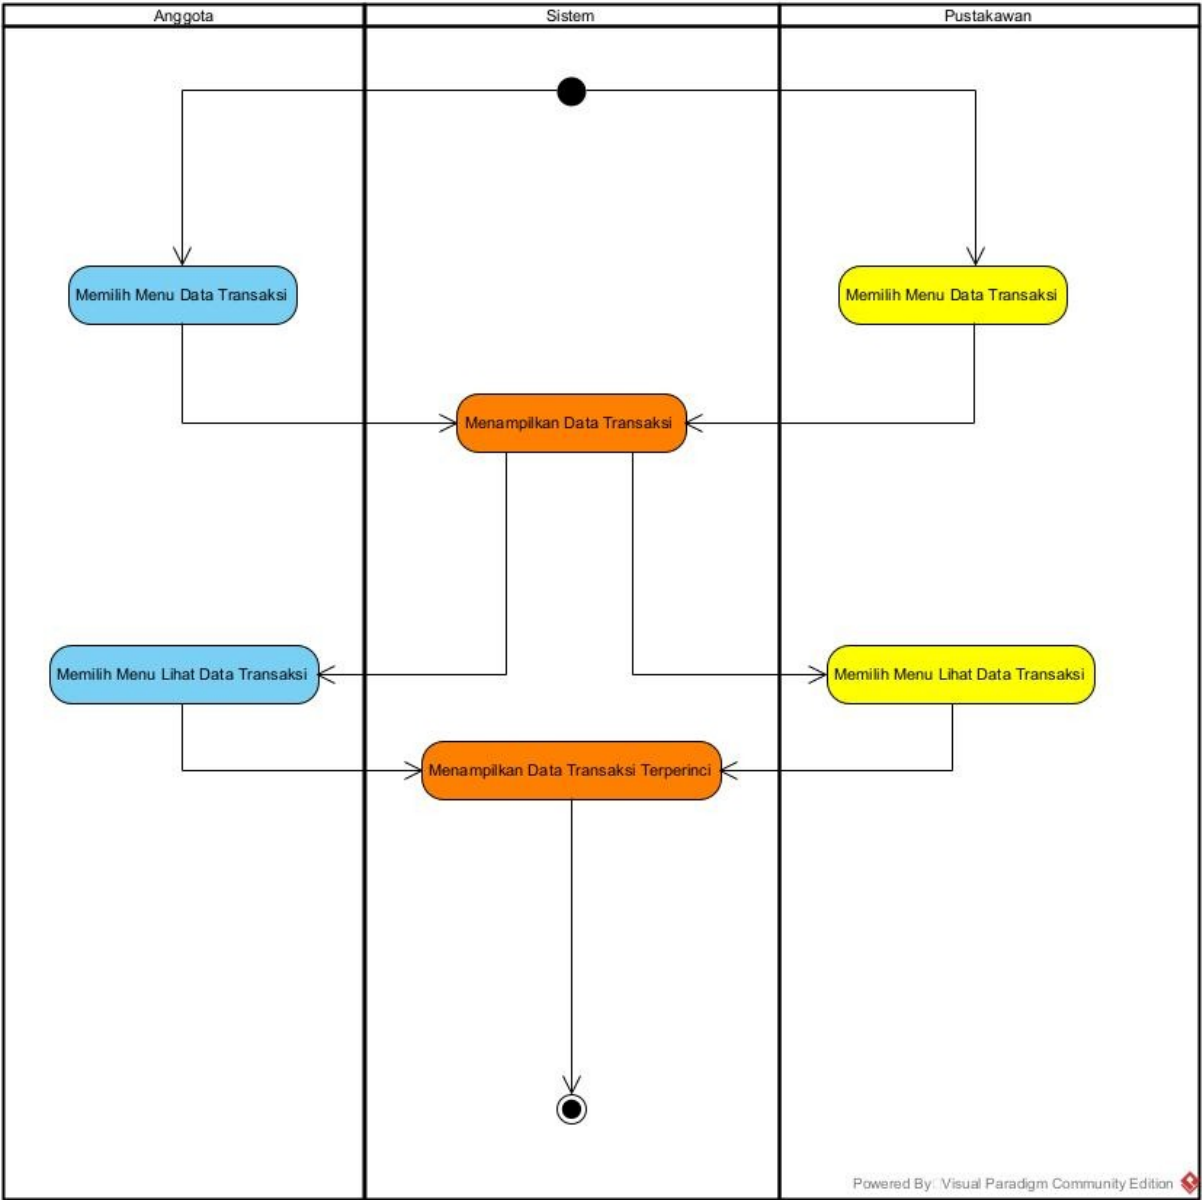 Anggota
Sistem
Pustakawan
Memilih Menu Data Transaksi
Memilih Menu Data Transaksi
Menampilkan Data Transaksi
Memilih Menu Lihat Data Transaksi
Memilih Menu Lihat Data Transaksi
Menampilkan Data Transaksi Terperinci
Powered By: Visual Paradigm Community Edition